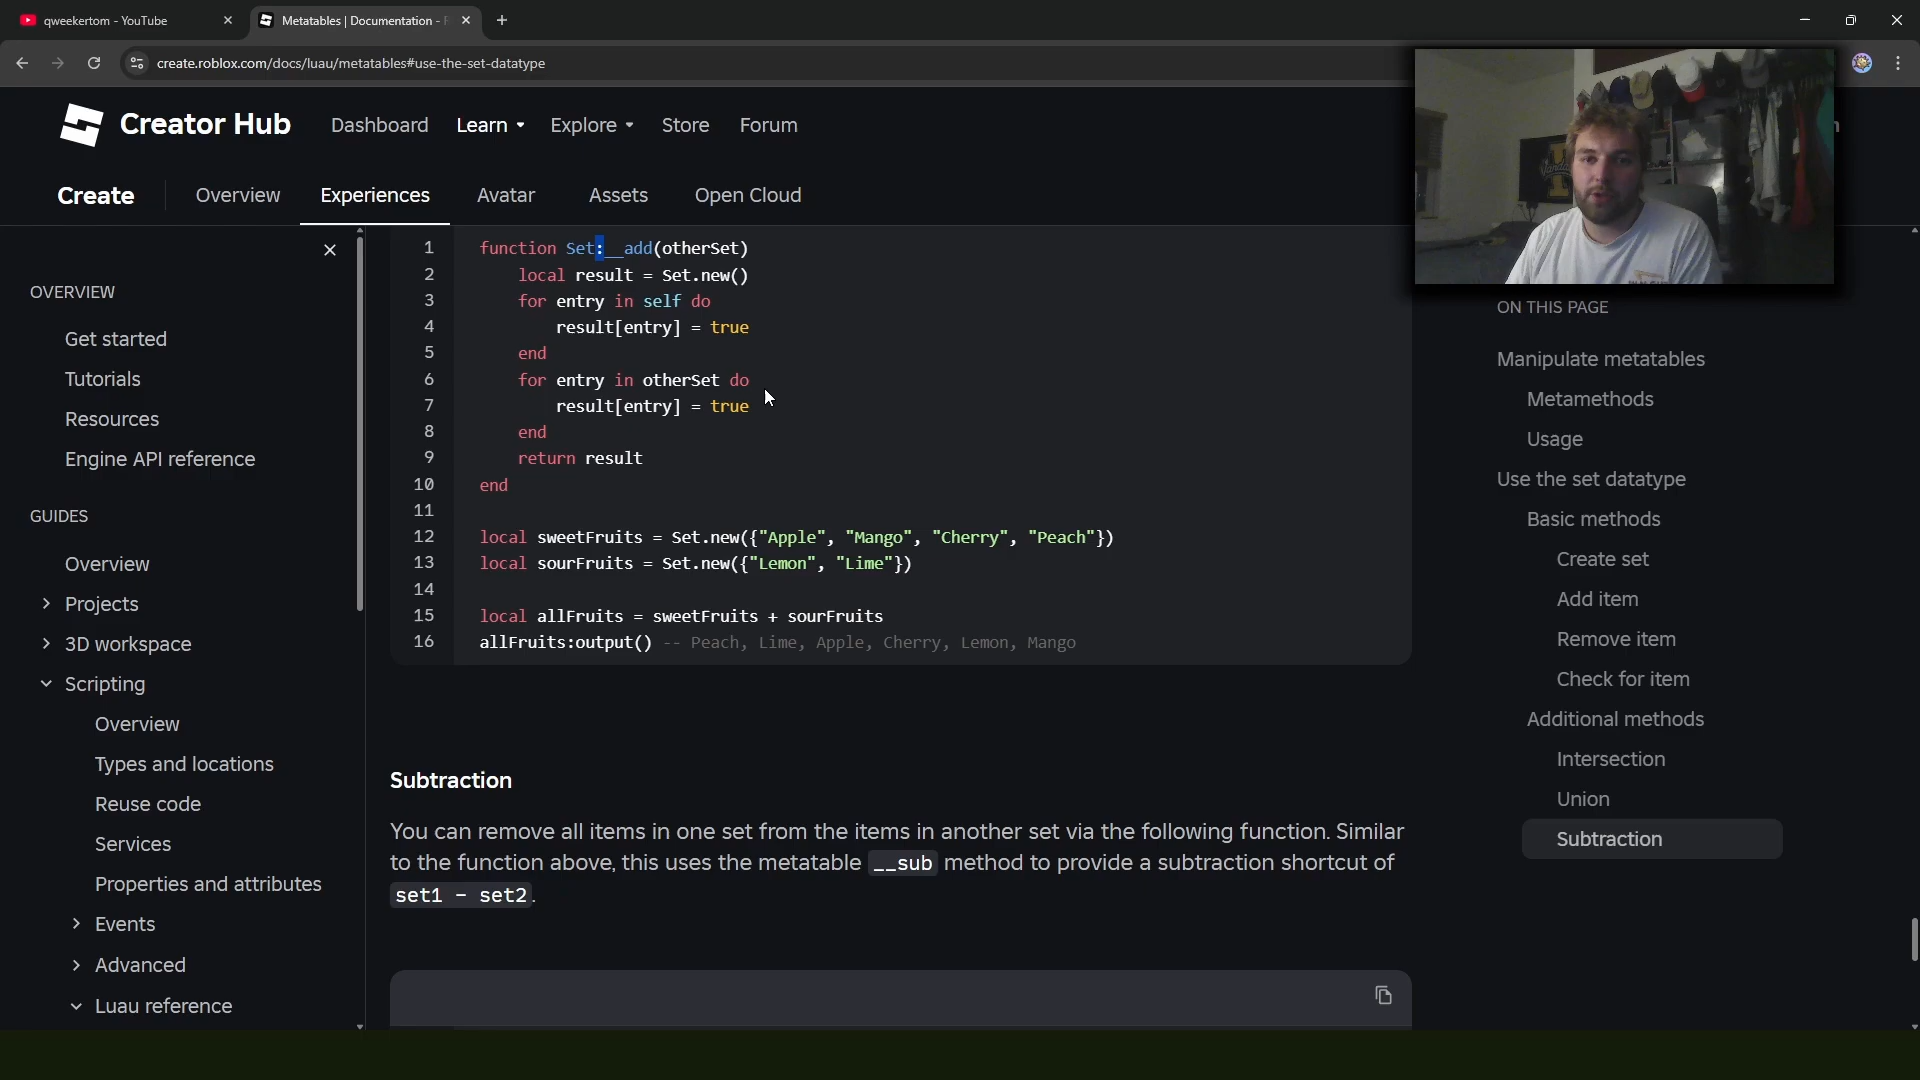 qweekertom - YouTube
Metatables | Documentation -
create.roblox.com/docs/luau/metatables#use-the-set-datatype
Creator Hub
Dashboard
Learn
Explore
Store
Forum
Create
Overview
Experiences
Avatar
Assets
Open Cloud
OVERVIEW
Get started
Tutorials
Resources
Engine API reference
GUIDES
Overview
Projects
3D workspace
Scripting
Overview
Types and locations
Reuse code
Services
Properties and attributes
Events
Advanced
Luau reference
1 function Set:__add(otherSet)
2 local result = Set.new()
3 for entry in self do
4 result[entry] = true
5 end
6 for entry in otherSet do
7 result[entry] = true
8 end
9 return result
10 end
11
12 local sweetFruits = Set.new({"Apple", "Mango", "Cherry", "Peach"})
13 local sourFruits = Set.new({"Lemon", "Lime"})
14
15 local allFruits = sweetFruits + sourFruits
16 allFruits:output() -- Peach, Lime, Apple, Cherry, Lemon, Mango
Subtraction
You can remove all items in one set from the items in another set via the following function. Similar
to the function above, this uses the metatable __sub method to provide a subtraction shortcut of
set1 - set2.
ON THIS PAGE
Manipulate metatables
Metamethods
Usage
Use the set datatype
Basic methods
Create set
Add item
Remove item
Check for item
Additional methods
Intersection
Union
Subtraction